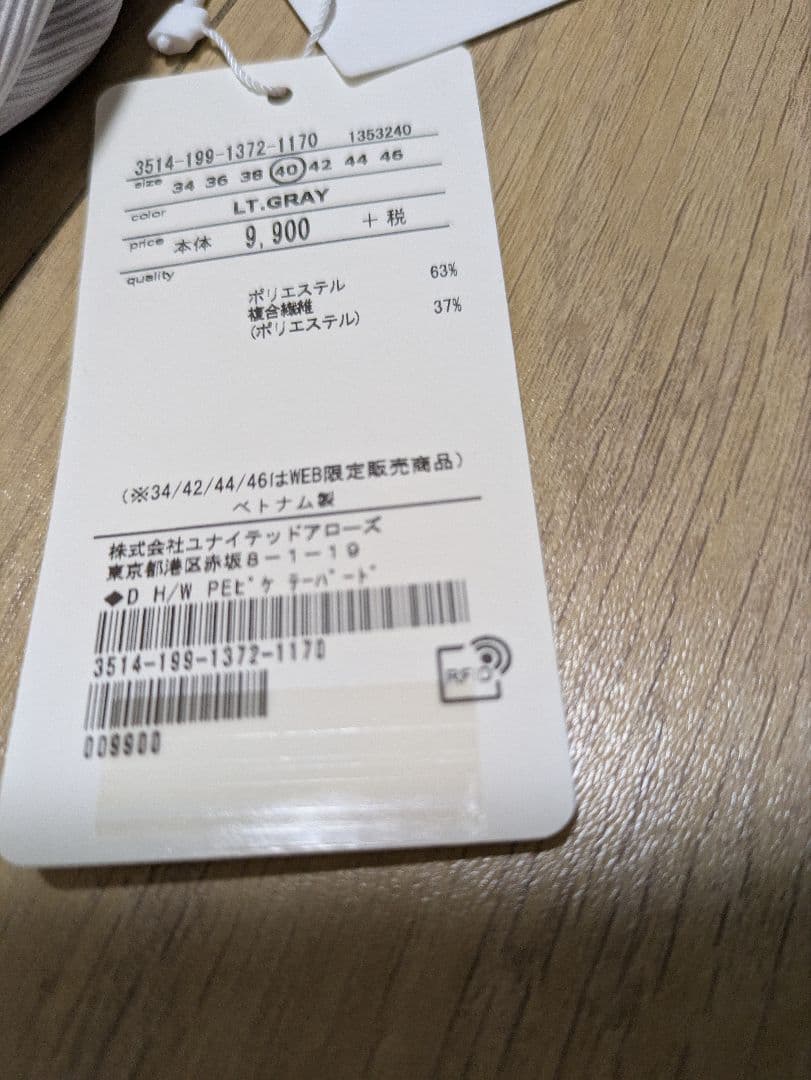 3514-199-1372-1170 1353240
size 34 36 38 40 42 44 46
color LT.GRAY
price 本体 9,900 +税
quality
ポリエステル 63%
複合繊維 37%
(ポリエステル)
(※34/42/44/46はWEB限定販売商品)
ベトナム製
株式会社ユナイテッドアローズ
東京都港区赤坂8-1-19
◆D H/W PEピケ テーパード
3514-199-1372-1170
RFID
009900